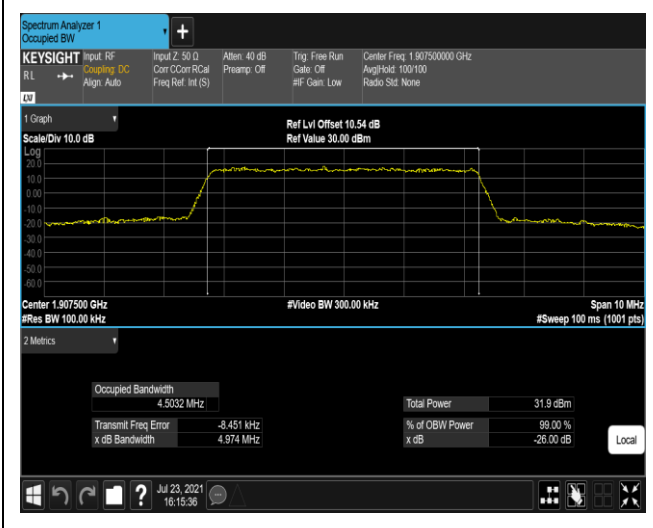 Spectrum Analyzer 1
Occupied BW
+
KEYSIGHT
RL
LXI
Input: RF
Coupling: DC
Align: Auto
Input Z: 50 Ω
Corr CCorr RCal
Freq Ref: Int (S)
Atten: 40 dB
Preamp: Off
Trig: Free Run
Gate: Off
#IF Gain: Low
Center Freq: 1.907500000 GHz
Avg|Hold: 100/100
Radio Std: None
1 Graph
Scale/Div 10.0 dB
Ref Lvl Offset 10.54 dB
Ref Value 30.00 dBm
Log
20.0
10.0
0.00
-10.0
-20.0
-30.0
-40.0
-50.0
-60.0
Center 1.907500 GHz
#Res BW 100.00 kHz
#Video BW 300.00 kHz
Span 10 MHz
#Sweep 100 ms (1001 pts)
2 Metrics
Occupied Bandwidth
4.5032 MHz
Transmit Freq Error -8.451 kHz
x dB Bandwidth 4.974 MHz
Total Power 31.9 dBm
% of OBW Power 99.00 %
x dB -26.00 dB
Local
?
Jul 23, 2021
16:15:36